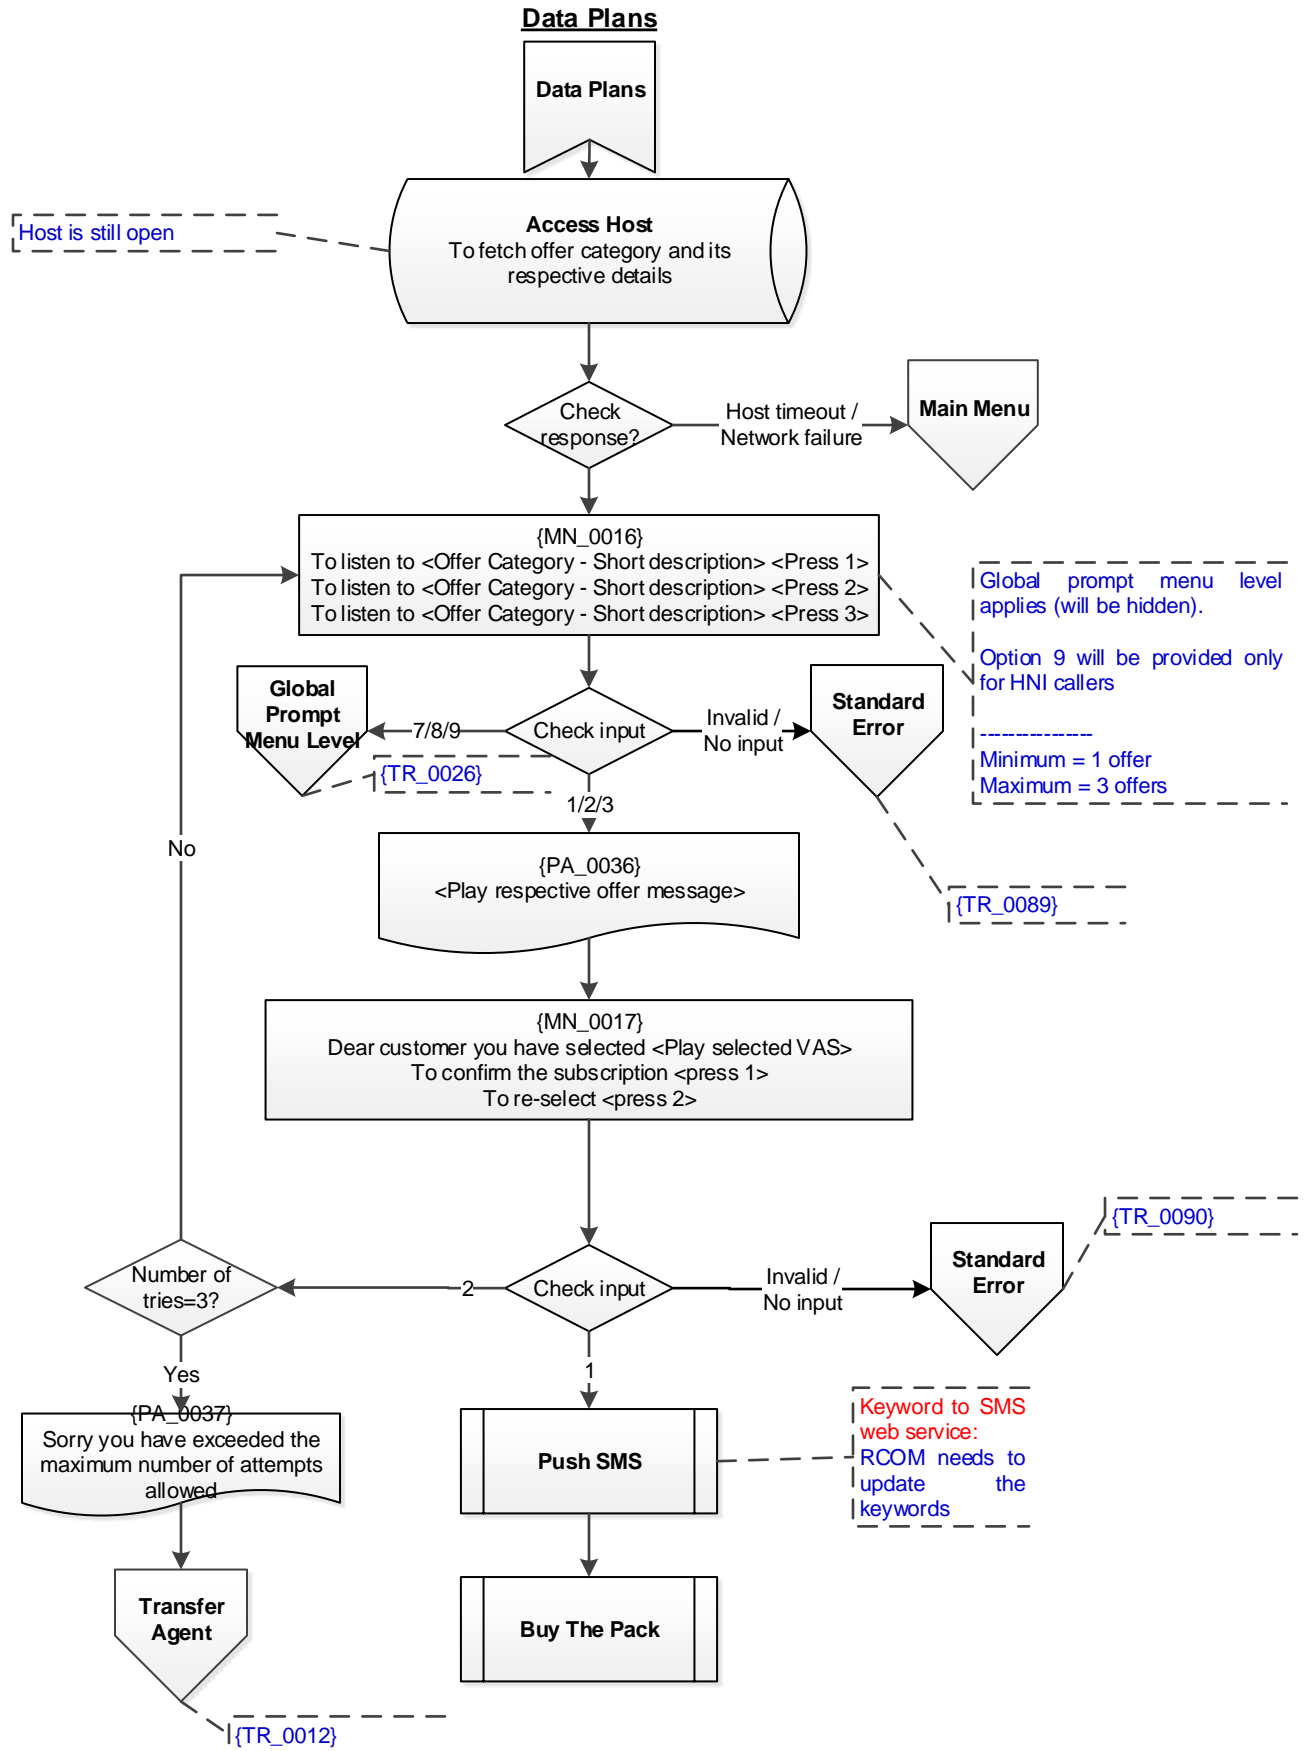 Data Plans
Data Plans
Host is still open
Access Host
To fetch offer category and its
respective details
Check
response?
Host timeout /
Network failure
Main Menu
{MN_0016}
To listen to <Offer Category - Short description> <Press 1>
To listen to <Offer Category - Short description> <Press 2>
To listen to <Offer Category - Short description> <Press 3>
Global prompt menu level
applies (will be hidden).
Option 9 will be provided only
for HNI callers
----------------
Minimum = 1 offer
Maximum = 3 offers
Global
Prompt
Menu Level
7/8/9
Check input
Invalid /
No input
Standard
Error
{TR_0026}
1/2/3
No
{PA_0036}
<Play respective offer message>
{TR_0089}
{MN_0017}
Dear customer you have selected <Play selected VAS>
To confirm the subscription <press 1>
To re-select <press 2>
{TR_0090}
Number of
tries=3?
2
Check input
Invalid /
No input
Standard
Error
Yes
1
{PA_0037}
Sorry you have exceeded the
maximum number of attempts
allowed
Push SMS
Keyword to SMS
web service:
RCOM needs to
update the
keywords
Transfer
Agent
Buy The Pack
{TR_0012}